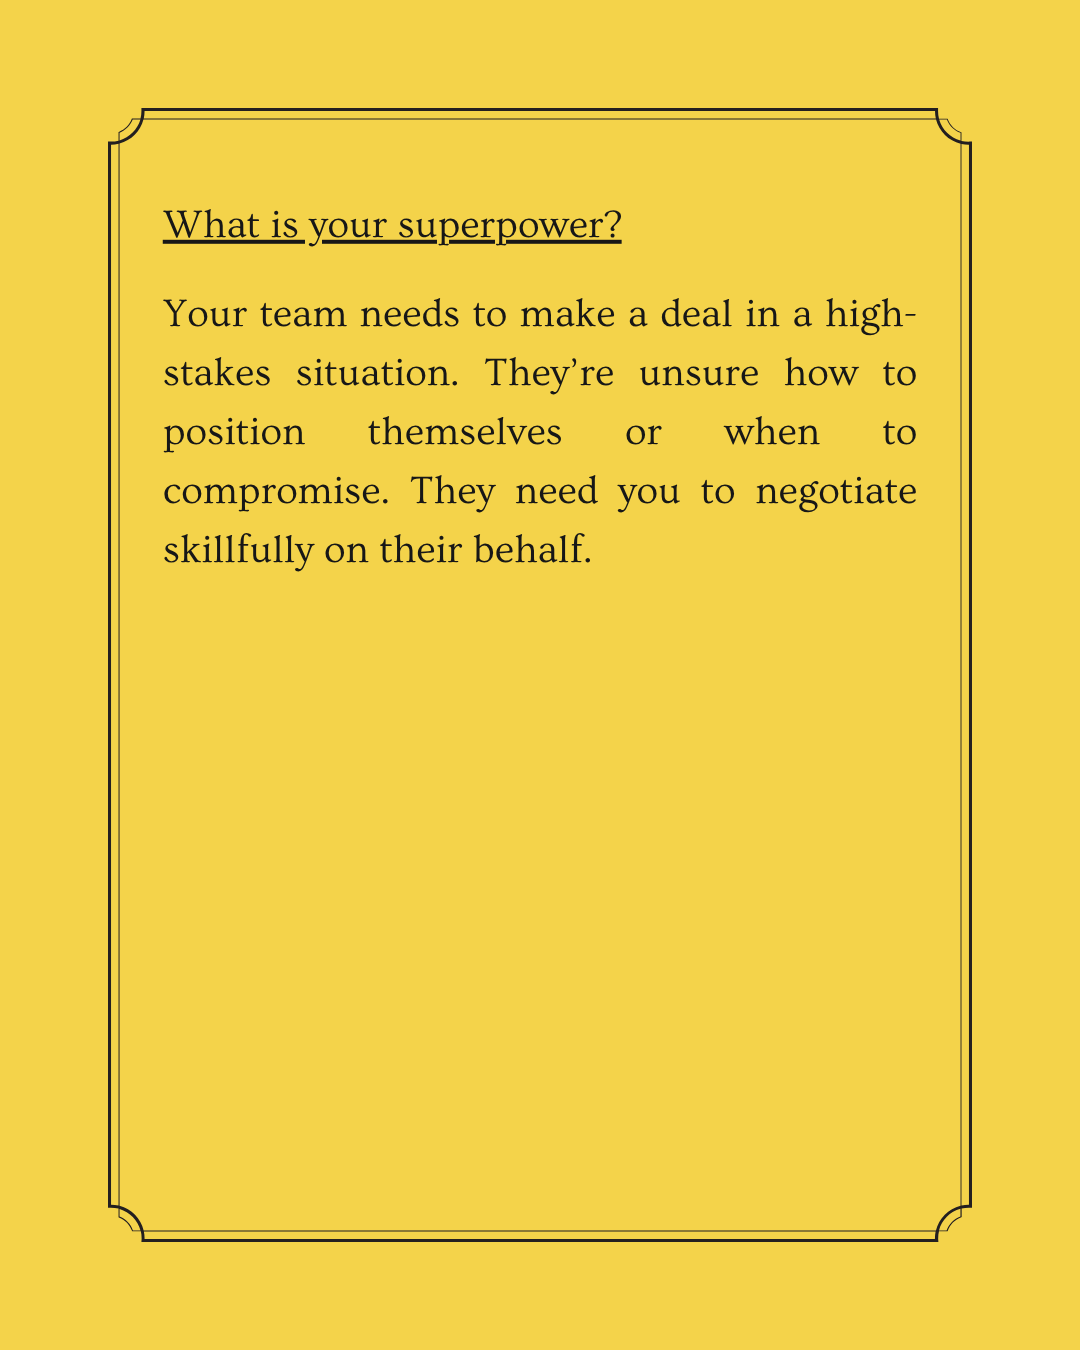 What is your superpower?
Your team needs to make a deal in a high-
stakes situation. They’re unsure how to
position themselves or when to
compromise. They need you to negotiate
skillfully on their behalf.